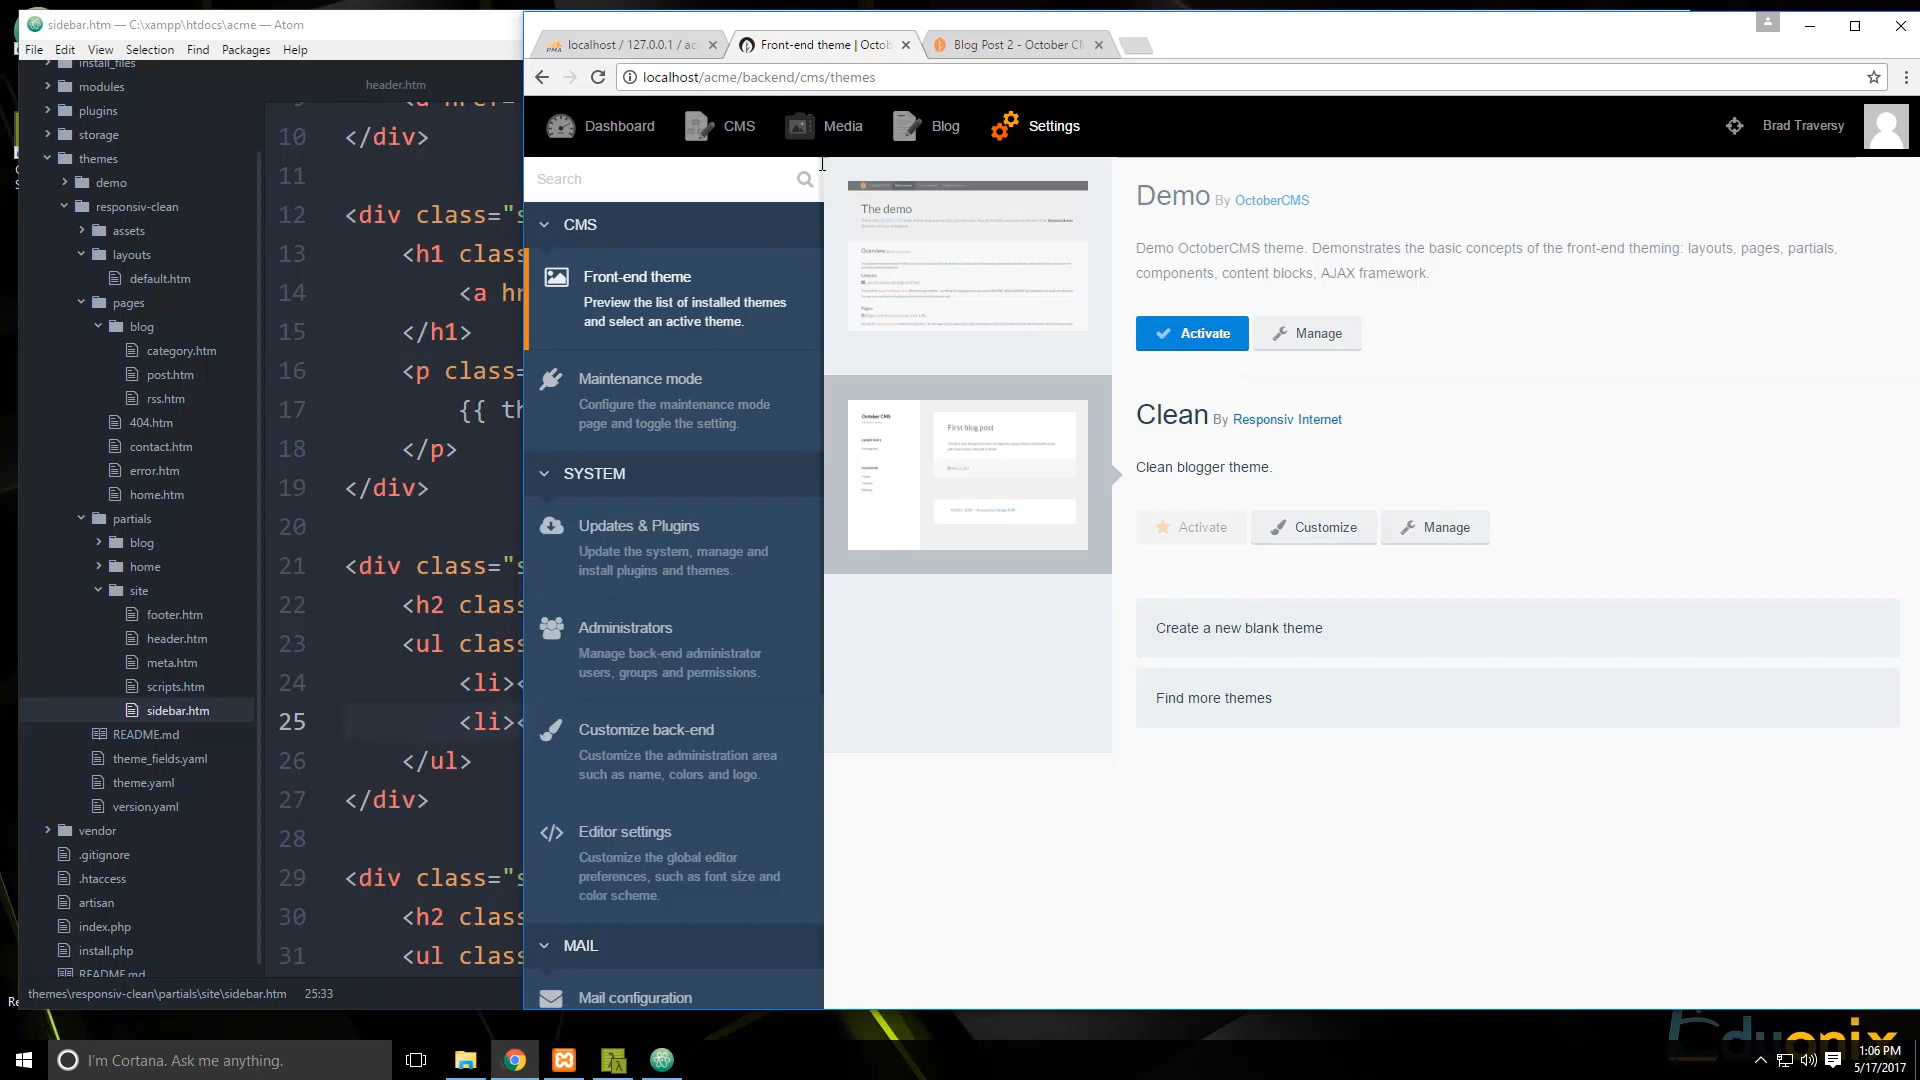 sidebar.htm — C:\xampp\htdocs\acme — Atom
File Edit View Selection Find Packages Help
install_files
modules
plugins
storage
themes
demo
responsiv-clean
assets
layouts
default.htm
pages
blog
category.htm
post.htm
rss.htm
404.htm
contact.htm
error.htm
home.htm
partials
blog
home
site
footer.htm
header.htm
meta.htm
scripts.htm
sidebar.htm
README.md
theme_fields.yaml
theme.yaml
version.yaml
vendor
.gitignore
.htaccess
artisan
index.php
install.php
README.md
themes\responsiv-clean\partials\site\sidebar.htm 25:33
header.htm
10 </div>
11
12 <div class="s
13 <h1 clas
14 <a hr
15 </h1>
16 <p class=
17 {{ th
18 </p>
19 </div>
20
21 <div class="s
22 <h2 class
23 <ul class
24 <li><
25 <li><
26 </ul>
27 </div>
28
29 <div class="s
30 <h2 class
31 <ul class
localhost / 127.0.0.1 / ac
Front-end theme | Octob
Blog Post 2 - October CM
localhost/acme/backend/cms/themes
Dashboard
CMS
Media
Blog
Settings
Brad Traversy
Search
CMS
Front-end theme
Preview the list of installed themes
and select an active theme.
Maintenance mode
Configure the maintenance mode
page and toggle the setting.
SYSTEM
Updates & Plugins
Update the system, manage and
install plugins and themes.
Administrators
Manage back-end administrator
users, groups and permissions.
Customize back-end
Customize the administration area
such as name, colors and logo.
Editor settings
Customize the global editor
preferences, such as font size and
color scheme.
MAIL
Mail configuration
The demo
Overview
Layouts
Pages
October CMS
First blog post
Demo By OctoberCMS
Demo OctoberCMS theme. Demonstrates the basic concepts of the front-end theming: layouts, pages, partials,
components, content blocks, AJAX framework.
Activate
Manage
Clean By Responsiv Internet
Clean blogger theme.
Activate
Customize
Manage
Create a new blank theme
Find more themes
I'm Cortana. Ask me anything.
Eduonix
1:06 PM
5/17/2017